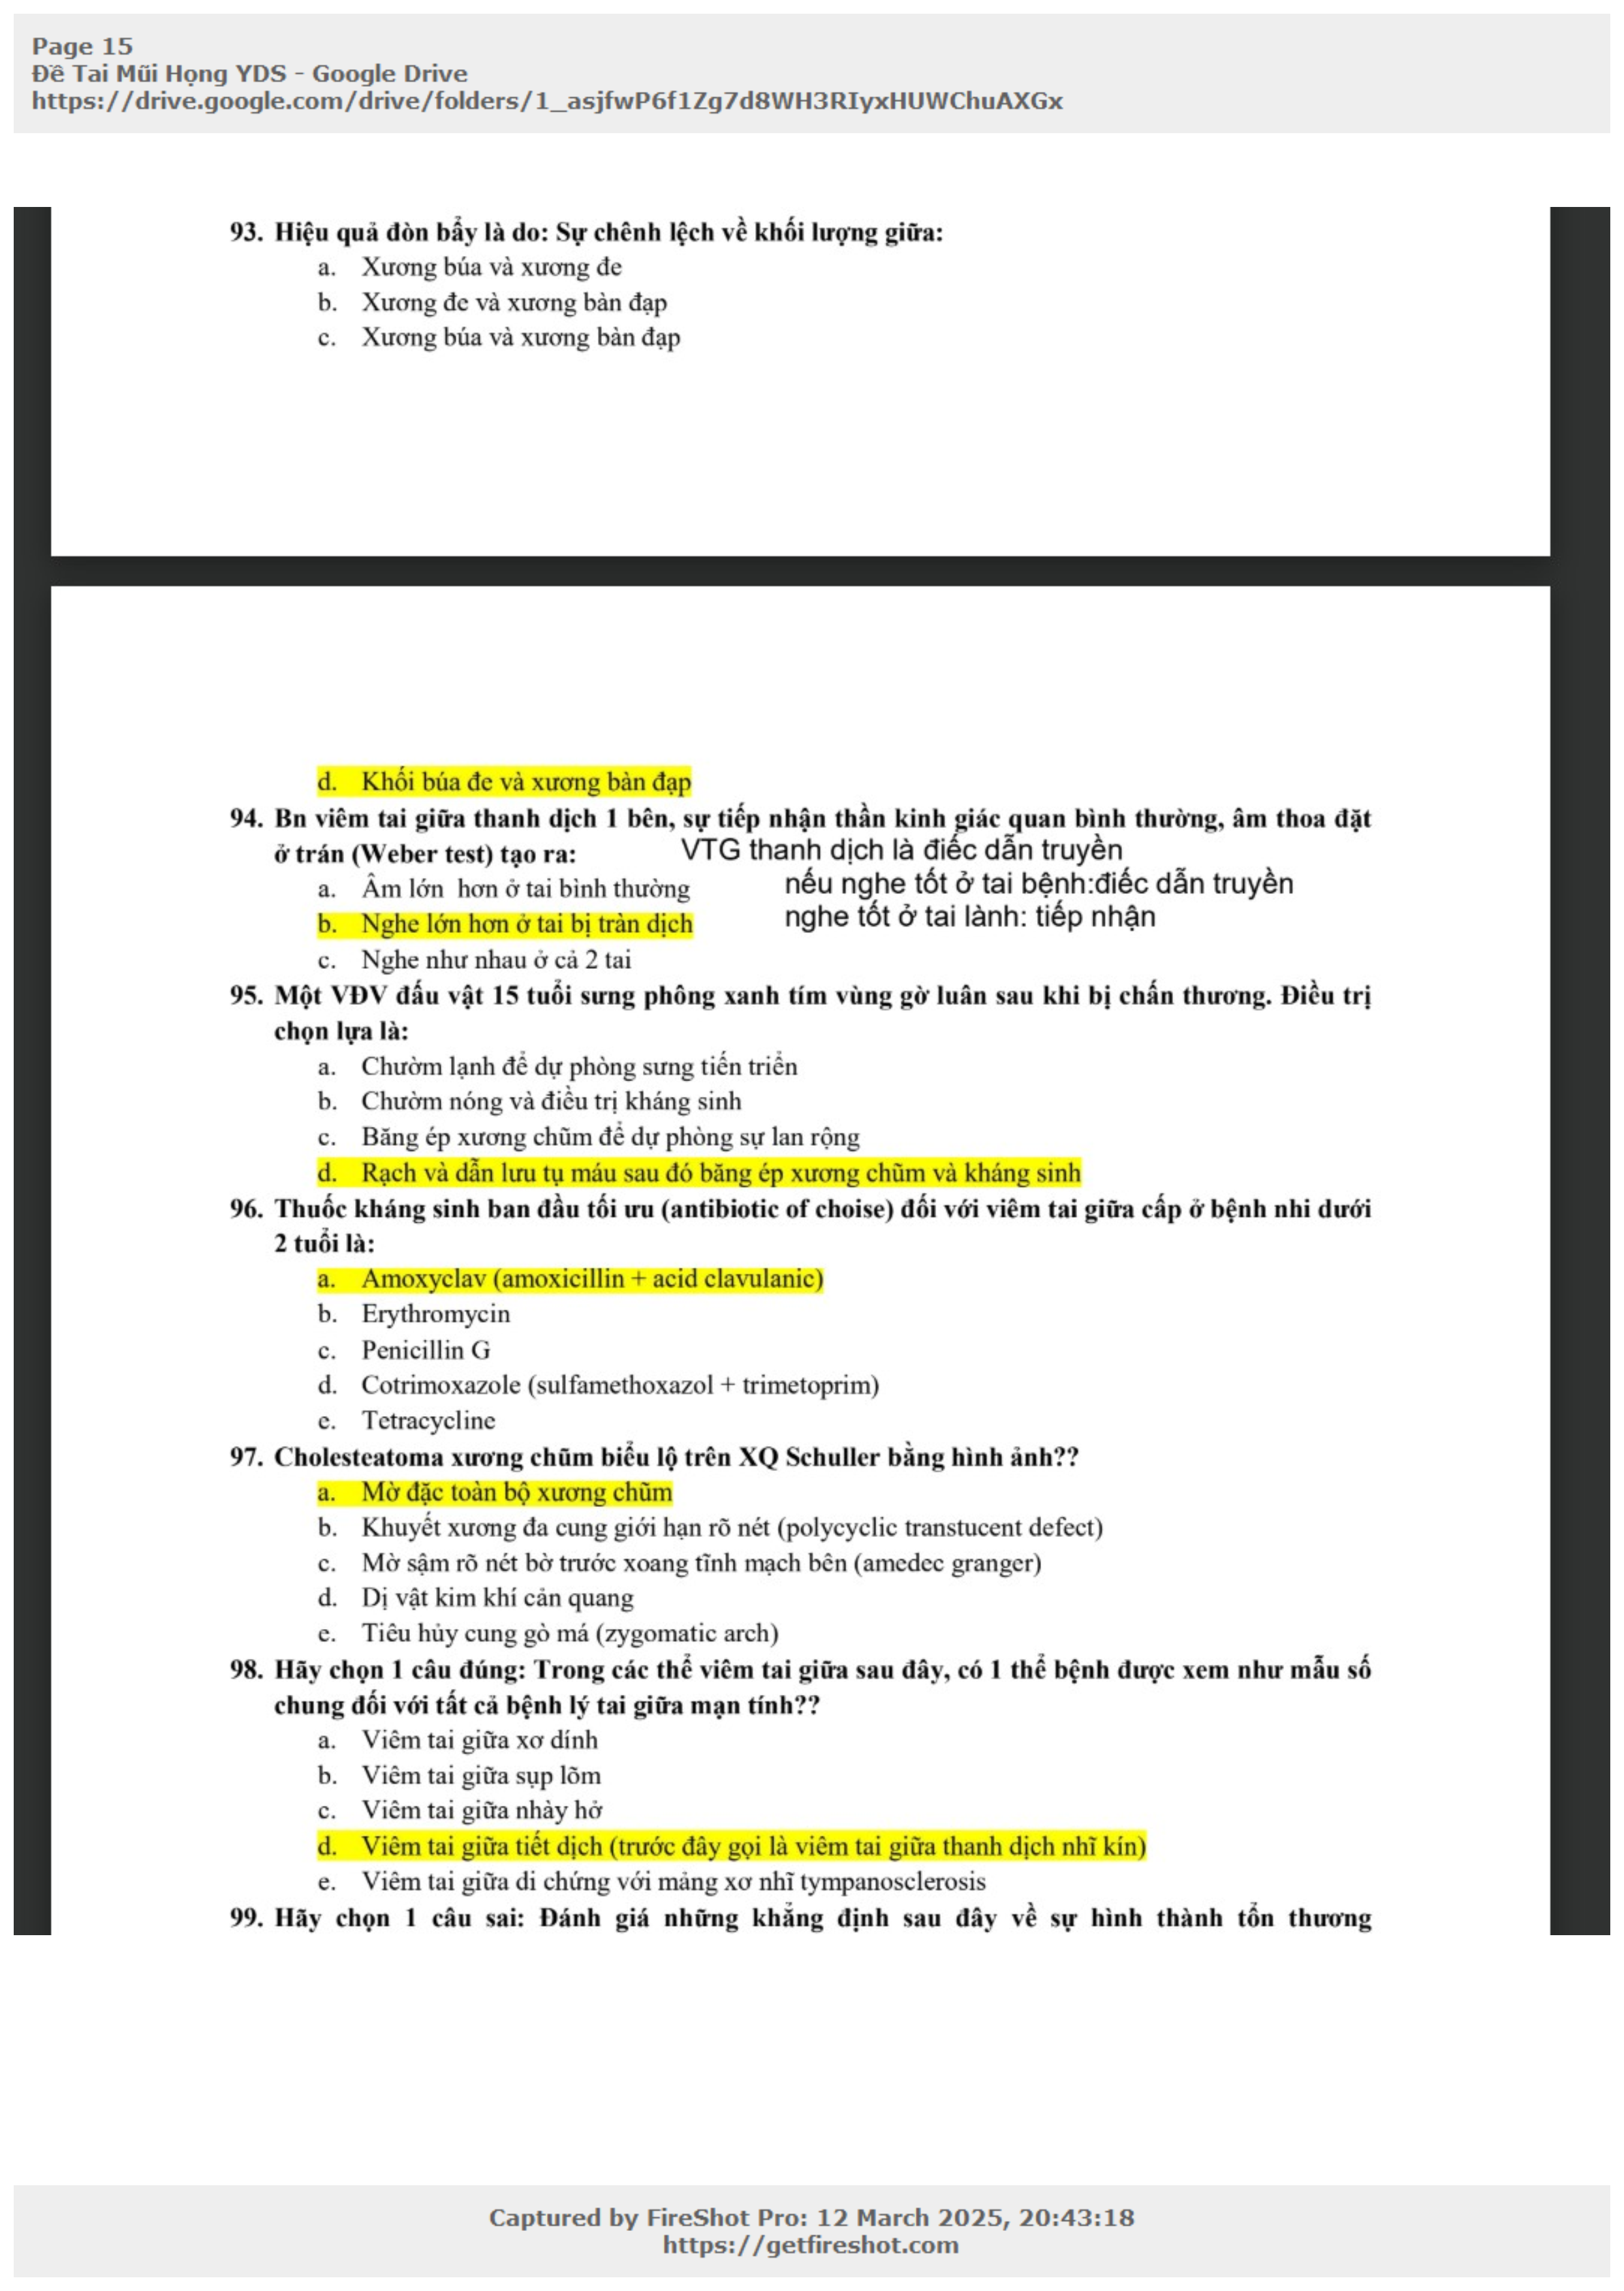 Page 15
Đề Tai Mũi Họng YDS - Google Drive
https://drive.google.com/drive/folders/1_asjfwP6f1Zg7d8WH3RIyxHUWChuAXGx
93. Hiệu quả đòn bẩy là do: Sự chênh lệch về khối lượng giữa:
a. Xương búa và xương đe
b. Xương đe và xương bàn đạp
c. Xương búa và xương bàn đạp
d. Khối búa đe và xương bàn đạp
94. Bn viêm tai giữa thanh dịch 1 bên, sự tiếp nhận thần kinh giác quan bình thường, âm thoa đặt
ở trán (Weber test) tạo ra:
VTG thanh dịch là điếc dẫn truyền
a. Âm lớn hơn ở tai bình thường
nếu nghe tốt ở tai bệnh:điếc dẫn truyền
b. Nghe lớn hơn ở tai bị tràn dịch
nghe tốt ở tai lành: tiếp nhận
c. Nghe như nhau ở cả 2 tai
95. Một VĐV đấu vật 15 tuổi sưng phồng xanh tím vùng gờ luân sau khi bị chấn thương. Điều trị
chọn lựa là:
a. Chườm lạnh để dự phòng sưng tiến triển
b. Chườm nóng và điều trị kháng sinh
c. Băng ép xương chũm để dự phòng sự lan rộng
d. Rạch và dẫn lưu tụ máu sau đó băng ép xương chũm và kháng sinh
96. Thuốc kháng sinh ban đầu tối ưu (antibiotic of choise) đối với viêm tai giữa cấp ở bệnh nhi dưới
2 tuổi là:
a. Amoxyclav (amoxicillin + acid clavulanic)
b. Erythromycin
c. Penicillin G
d. Cotrimoxazole (sulfamethoxazol + trimetoprim)
e. Tetracycline
97. Cholesteatoma xương chũm biểu lộ trên XQ Schuller bằng hình ảnh??
a. Mờ đặc toàn bộ xương chũm
b. Khuyết xương đa cung giới hạn rõ nét (polycyclic transtucent defect)
c. Mờ sậm rõ nét bờ trước xoang tĩnh mạch bên (amedec granger)
d. Dị vật kim khí cản quang
e. Tiêu hủy cung gò má (zygomatic arch)
98. Hãy chọn 1 câu đúng: Trong các thể viêm tai giữa sau đây, có 1 thể bệnh được xem như mẫu số
chung đối với tất cả bệnh lý tai giữa mạn tính??
a. Viêm tai giữa xơ dính
b. Viêm tai giữa sụp lõm
c. Viêm tai giữa nhày hở
d. Viêm tai giữa tiết dịch (trước đây gọi là viêm tai giữa thanh dịch nhĩ kín)
e. Viêm tai giữa di chứng với mảng xơ nhĩ tympanosclerosis
99. Hãy chọn 1 câu sai: Đánh giá những khẳng định sau đây về sự hình thành tổn thương
Captured by FireShot Pro: 12 March 2025, 20:43:18
https://getfireshot.com